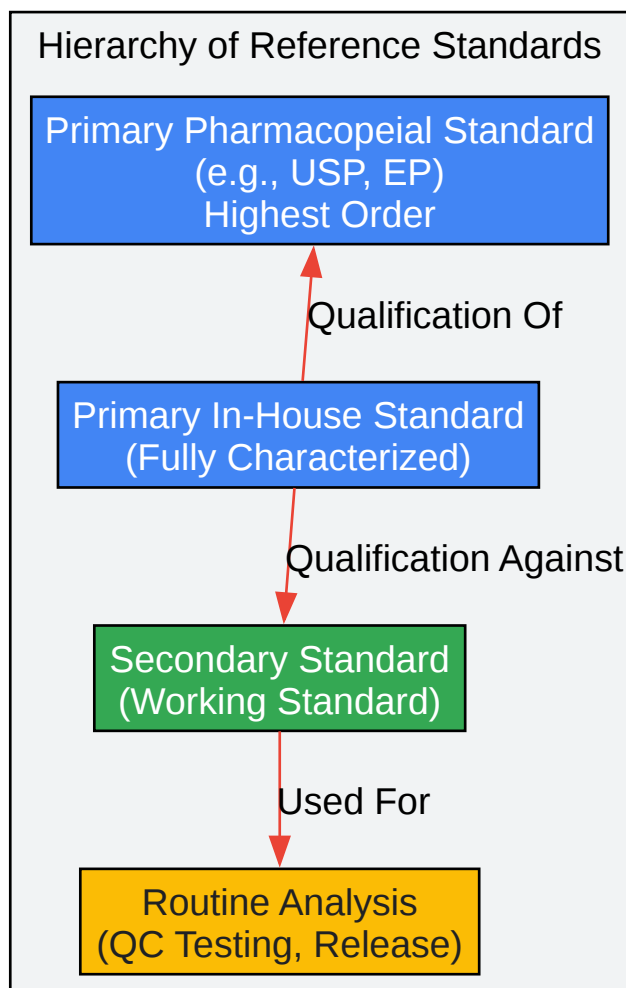 Hierarchy of Reference Standards
Primary Pharmacopeial Standard
(e.g., USP, EP)
Highest Order
Qualification Of
Primary In-House Standard
(Fully Characterized)
Qualification Against
Secondary Standard
(Working Standard)
Used For
Routine Analysis
(QC Testing, Release)